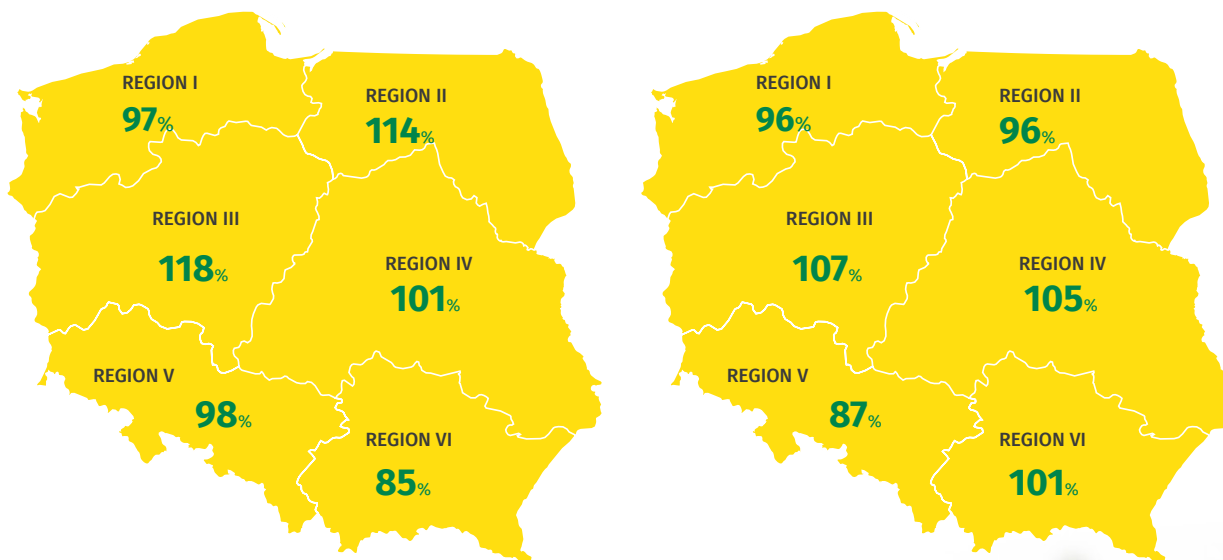 REGION I
97%
REGION II
114%
REGION III
118%
REGION IV
101%
REGION V
98%
REGION VI
85%
REGION I
96%
REGION II
96%
REGION III
107%
REGION IV
105%
REGION V
87%
REGION VI
101%